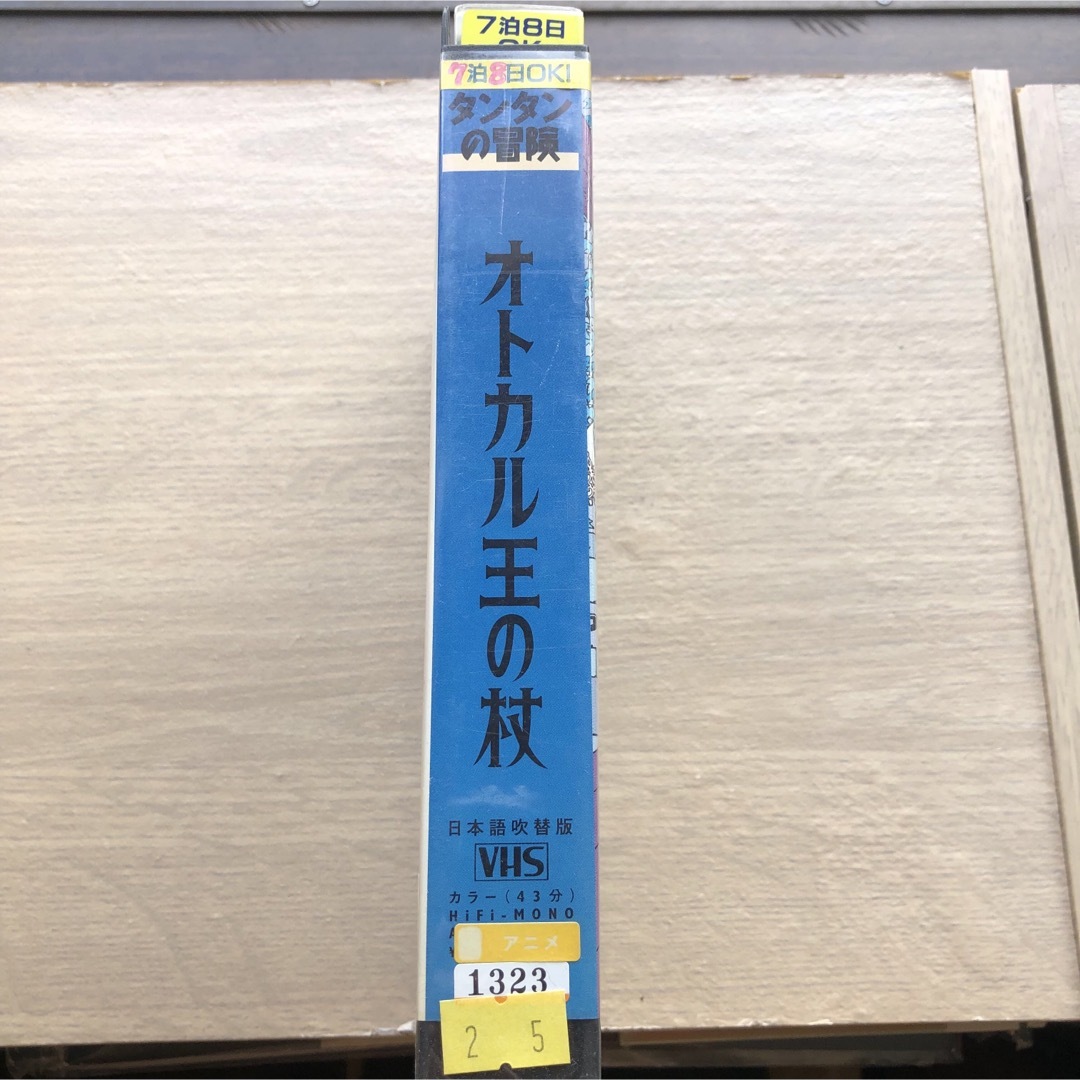 7泊8日
OK
7泊8日OK!
タンタン
の冒険
オトカル王の杖
日本語吹替版
VHS
カラー(43分)
HiFi-MONO
アニメ
1323
2 5